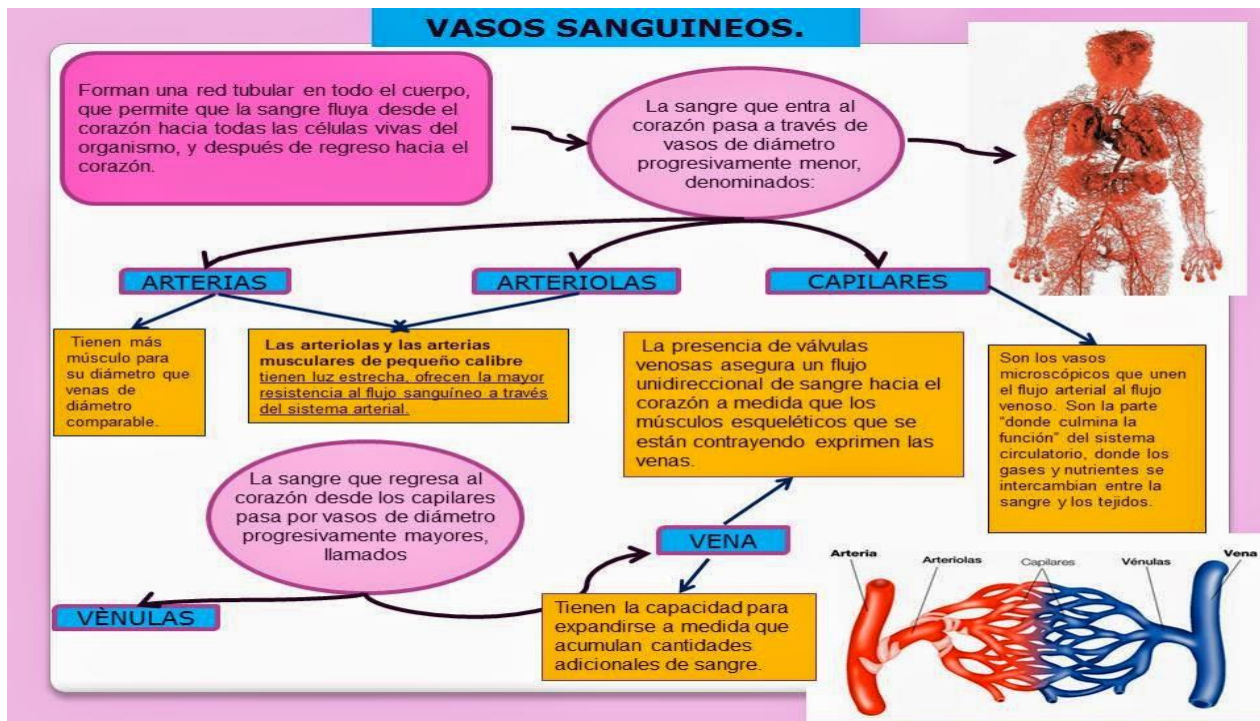 VASOS SANGUINEOS.
Forman una red tubular en todo el cuerpo,
que permite que la sangre fluya desde el
corazón hacia todas las células vivas del
organismo, y después de regreso hacia el
corazón.
La sangre que entra al
corazón pasa a través de
vasos de diámetro
progresivamente menor,
denominados:
ARTERIAS
ARTERIOLAS
CAPILARES
Tienen más
músculo para
su diámetro que
venas de
diámetro
comparable.
Las arteriolas y las arterias
musculares de pequeño calibre
tienen luz estrecha, ofrecen la mayor
resistencia al flujo sanguíneo a través
del sistema arterial.
La presencia de válvulas
venosas asegura un flujo
unidireccional de sangre hacia el
corazón a medida que los
músculos esqueléticos que se
están contrayendo exprimen las
venas.
Son los vasos
microscópicos que unen
el flujo arterial al flujo
venoso. Son la parte
"donde culmina la
función" del sistema
circulatorio, donde los
gases y nutrientes se
intercambian entre la
sangre y los tejidos.
La sangre que regresa al
corazón desde los capilares
pasa por vasos de diámetro
progresivamente mayores,
llamados
VÈNULAS
VENA
Tienen la capacidad para
expandirse a medida que
acumulan cantidades
adicionales de sangre.
Arteria
Arteriolas
Capilares
Vénulas
Vena